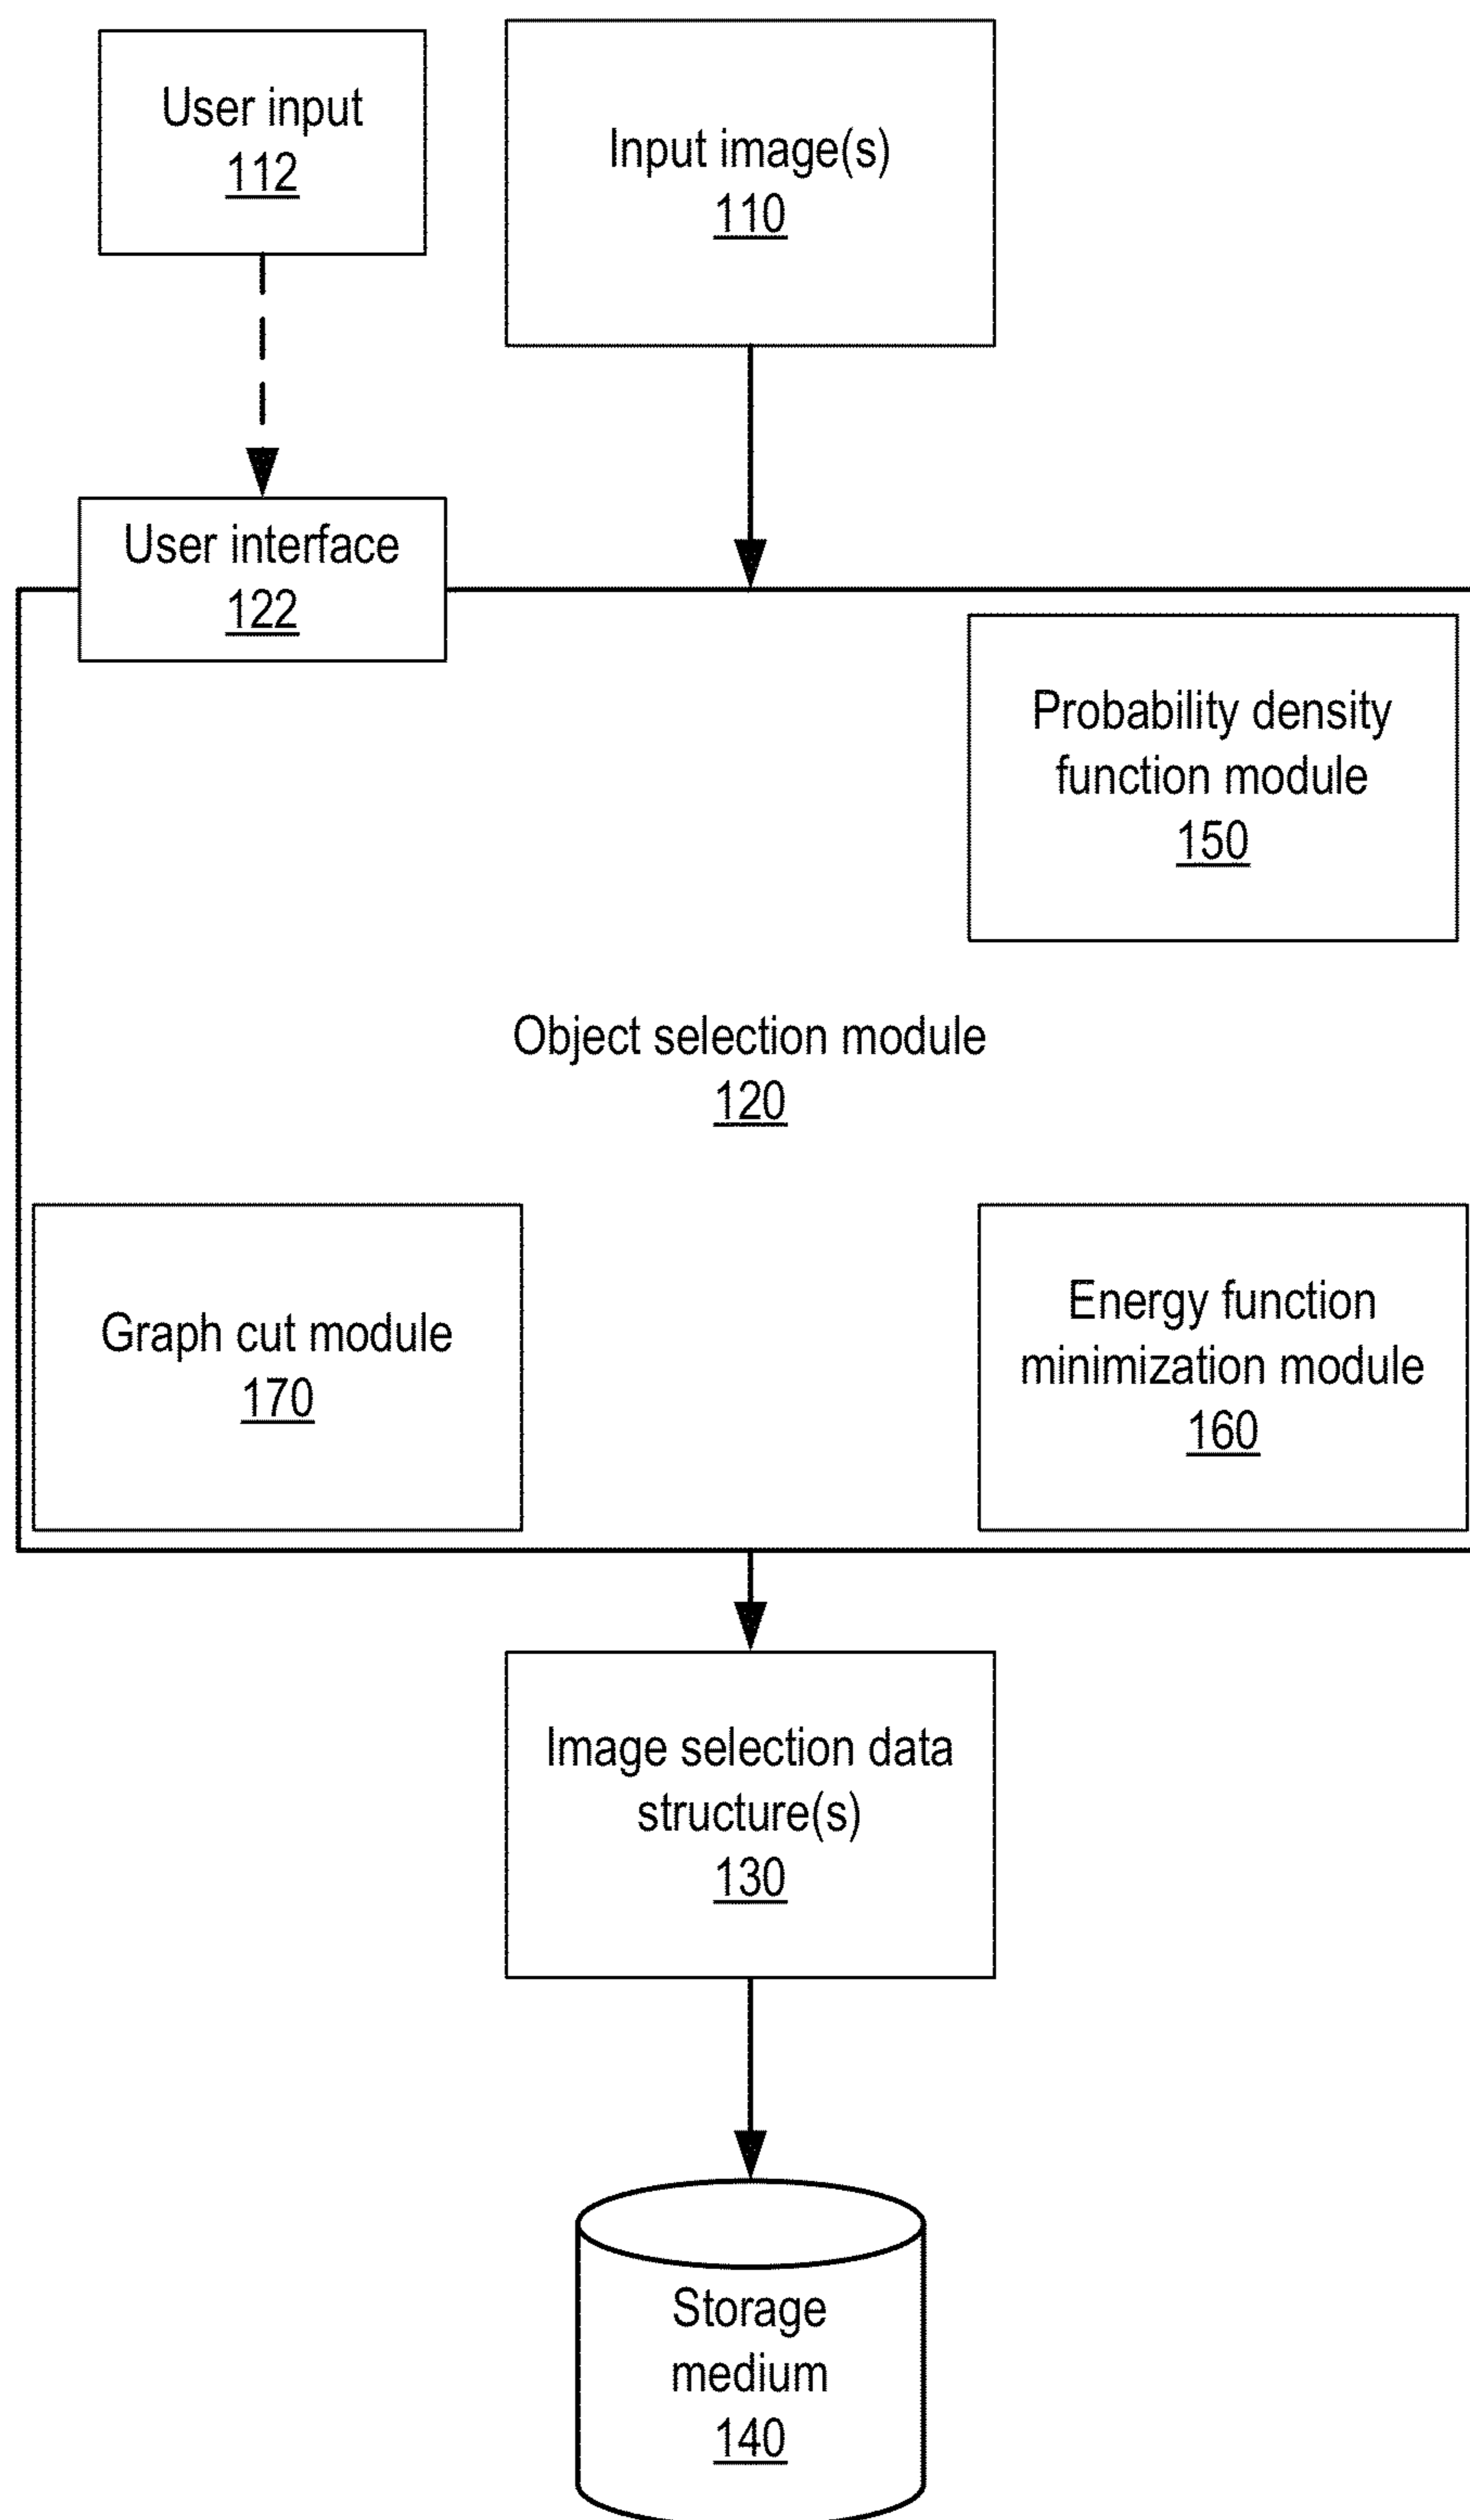 User input
112
Input image(s)
110
User interface
122
Probability density
function module
150
Object selection module
120
Graph cut module
170
Energy function
minimization module
160
Image selection data
structure(s)
130
Storage
medium
140